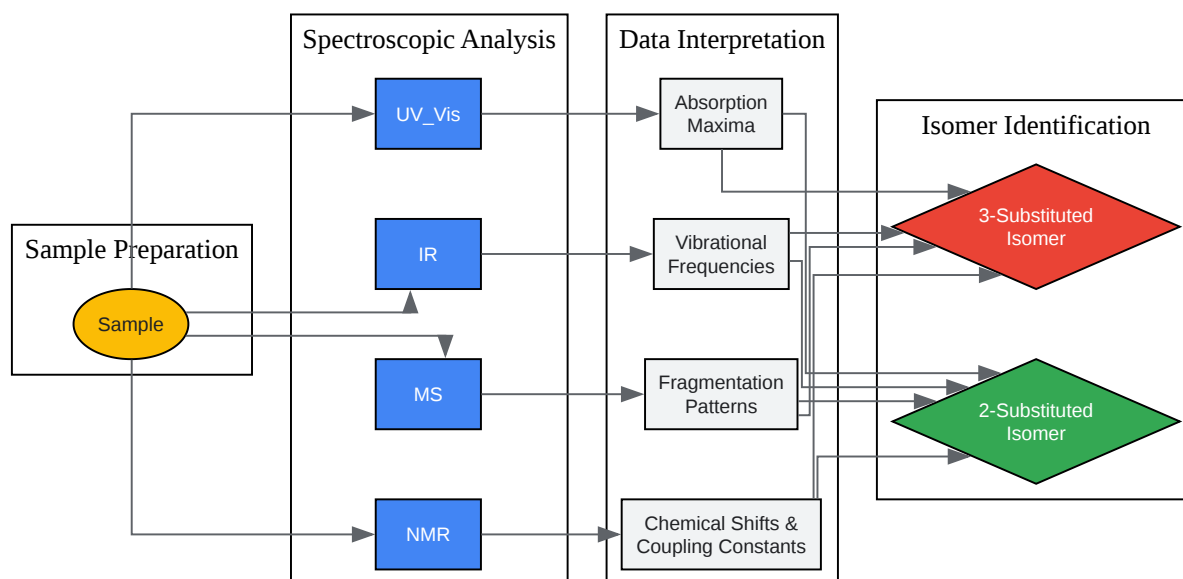 Sample Preparation
Sample
Spectroscopic Analysis
UV_Vis
IR
MS
NMR
Data Interpretation
Absorption
Maxima
Vibrational
Frequencies
Fragmentation
Patterns
Chemical Shifts &
Coupling Constants
Isomer Identification
3-Substituted
Isomer
2-Substituted
Isomer